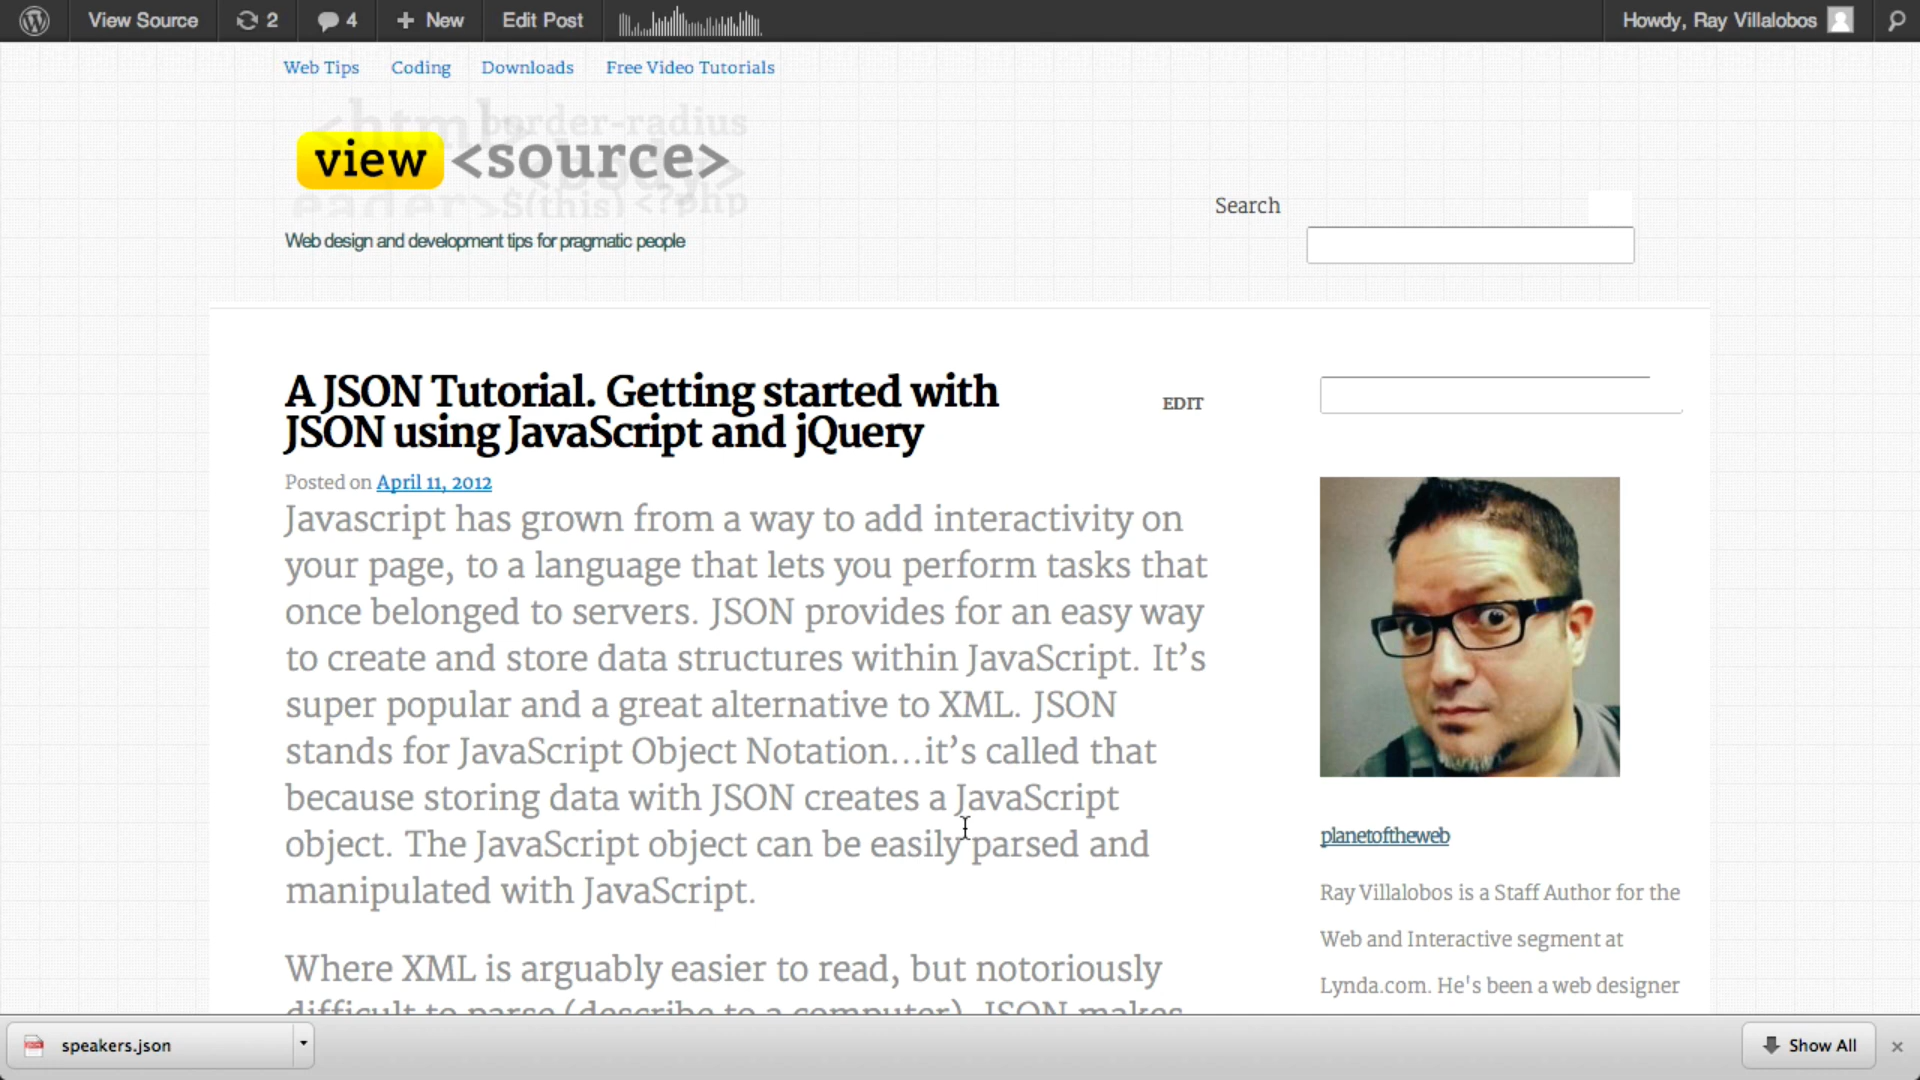 View Source 2 4 + New Edit Post Howdy, Ray Villalobos
Web Tips Coding Downloads Free Video Tutorials
border-radius
view <source>
$(this) <?php
Web design and development tips for pragmatic people
Search
A JSON Tutorial. Getting started with
JSON using JavaScript and jQuery
EDIT
Posted on April 11, 2012
Javascript has grown from a way to add interactivity on
your page, to a language that lets you perform tasks that
once belonged to servers. JSON provides for an easy way
to create and store data structures within JavaScript. It’s
super popular and a great alternative to XML. JSON
stands for JavaScript Object Notation…it’s called that
because storing data with JSON creates a JavaScript
object. The JavaScript object can be easily parsed and
manipulated with JavaScript.
Where XML is arguably easier to read, but notoriously
difficult to parse (describe to a computer), JSON makes
planetoftheweb
Ray Villalobos is a Staff Author for the
Web and Interactive segment at
Lynda.com. He's been a web designer
speakers.json
Show All